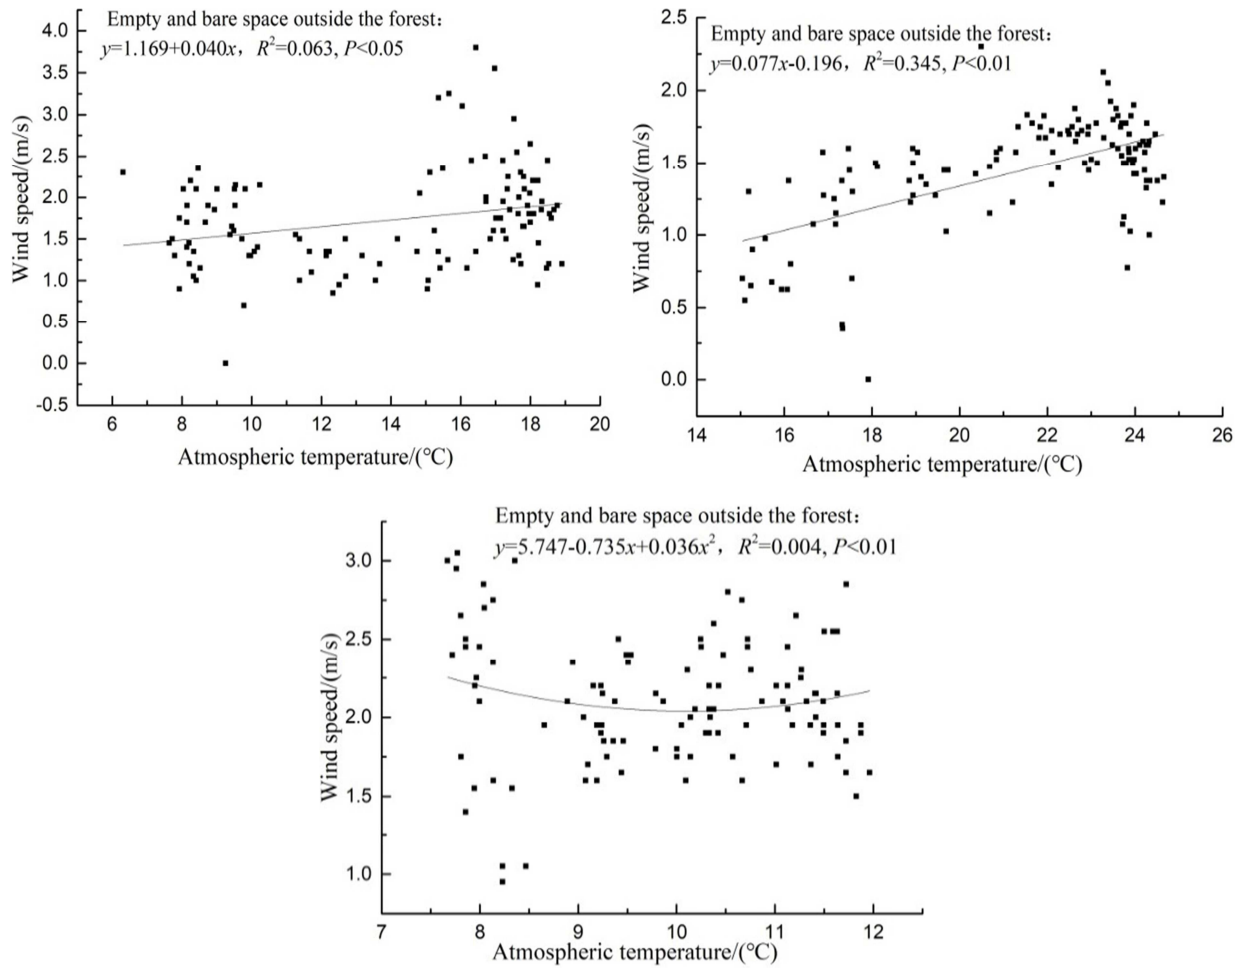 Empty and bare space outside the forest：
y=1.169+0.040x， R²=0.063, P<0.05
4.0
3.5
3.0
2.5
2.0
1.5
1.0
0.5
0.0
-0.5
Wind speed/(m/s)
6 8 10 12 14 16 18 20
Atmospheric temperature/(℃)
Empty and bare space outside the forest：
y=0.077x-0.196， R²=0.345, P<0.01
2.5
2.0
1.5
1.0
0.5
0.0
Wind speed/(m/s)
14 16 18 20 22 24 26
Atmospheric temperature/(℃)
Empty and bare space outside the forest：
y=5.747-0.735x+0.036x²， R²=0.004, P<0.01
3.0
2.5
2.0
1.5
1.0
Wind speed/(m/s)
7 8 9 10 11 12
Atmospheric temperature/(℃)